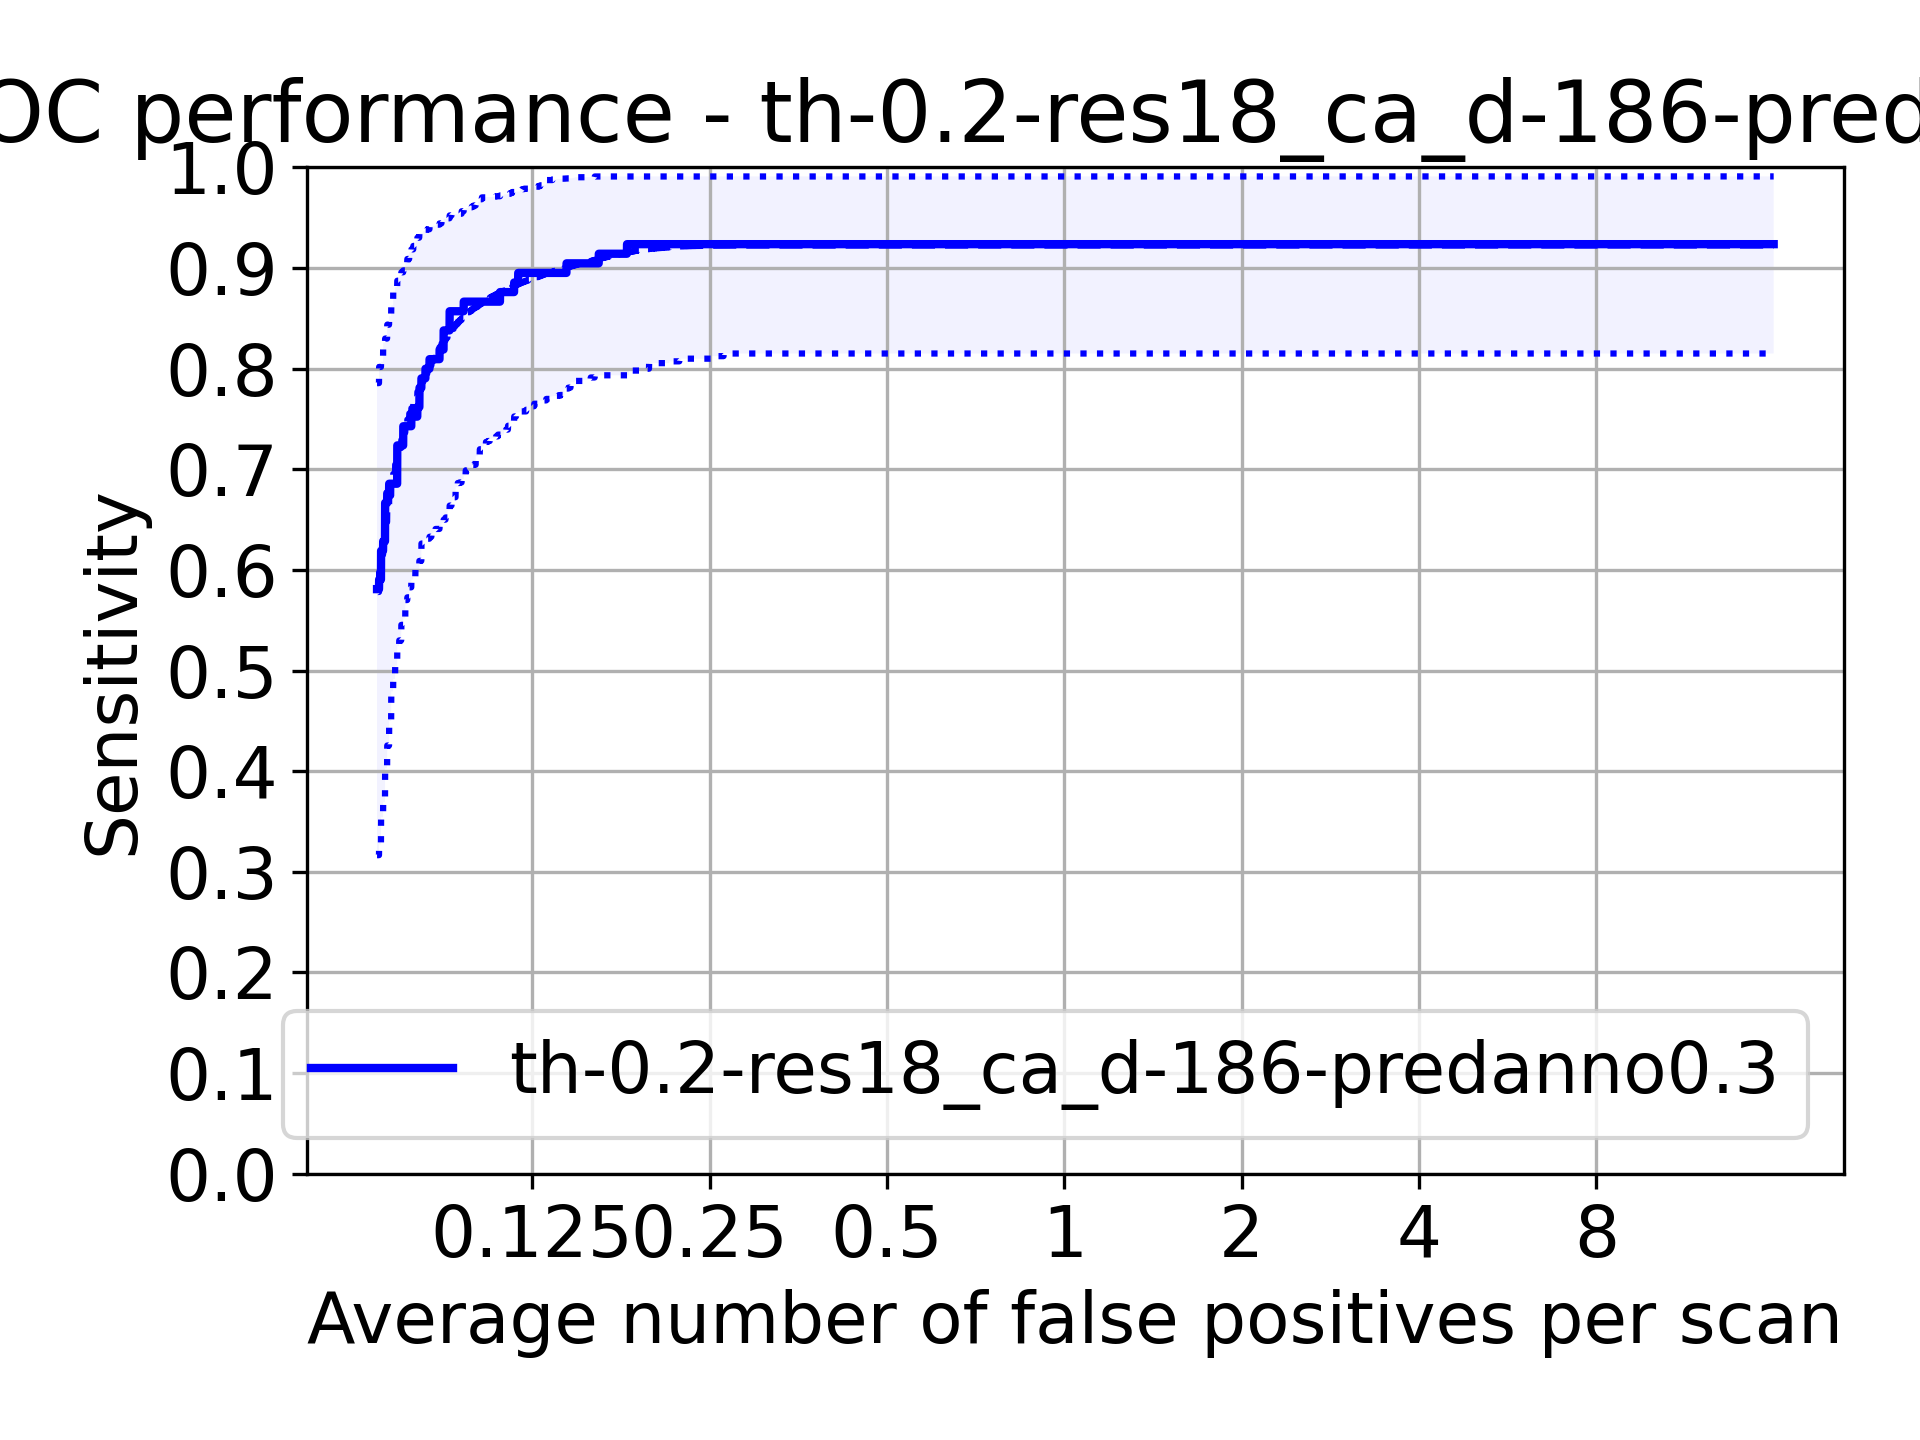 OC performance - th-0.2-res18_ca_d-186-pred
1.0
0.9
0.8
0.7
0.6
0.5
0.4
0.3
0.2
0.1
0.0
Sensitivity
th-0.2-res18_ca_d-186-predanno0.3
0.125 0.25 0.5 1 2 4 8
Average number of false positives per scan